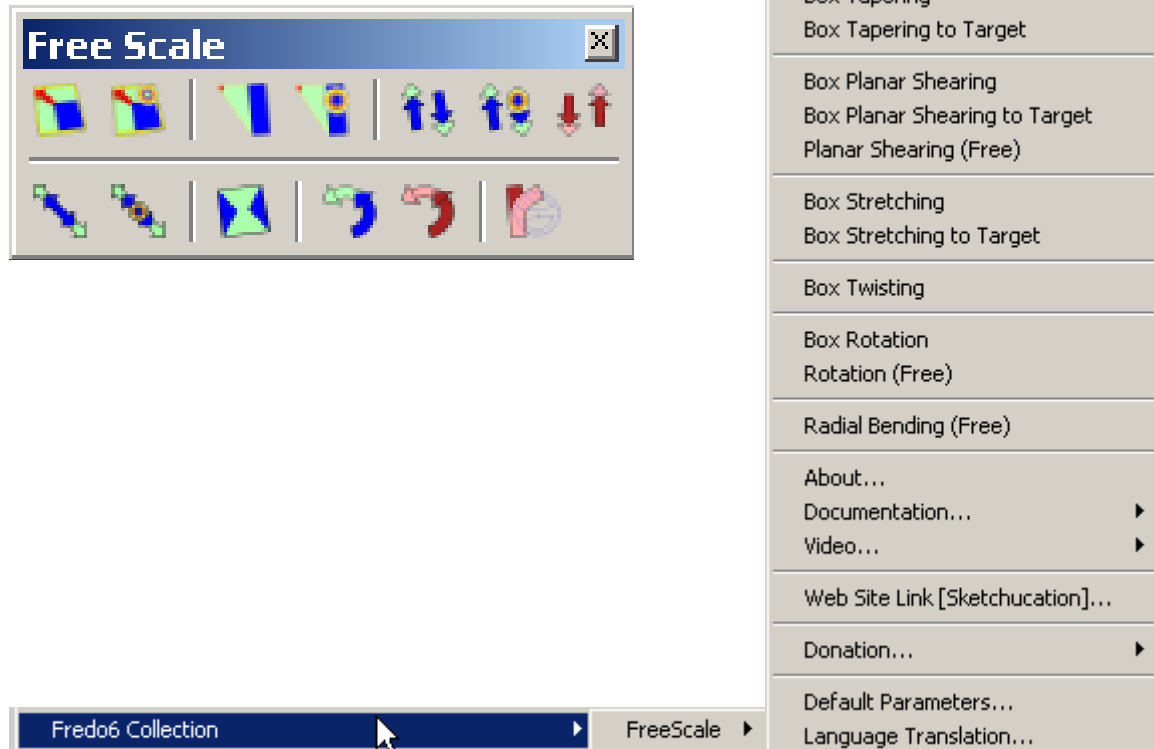 Free Scale
Box Tapering
Box Tapering to Target
Box Planar Shearing
Box Planar Shearing to Target
Planar Shearing (Free)
Box Stretching
Box Stretching to Target
Box Twisting
Box Rotation
Rotation (Free)
Radial Bending (Free)
About...
Documentation...
Video...
Web Site Link [Sketchucation]...
Donation...
Default Parameters...
Language Translation...
Fredo6 Collection
FreeScale